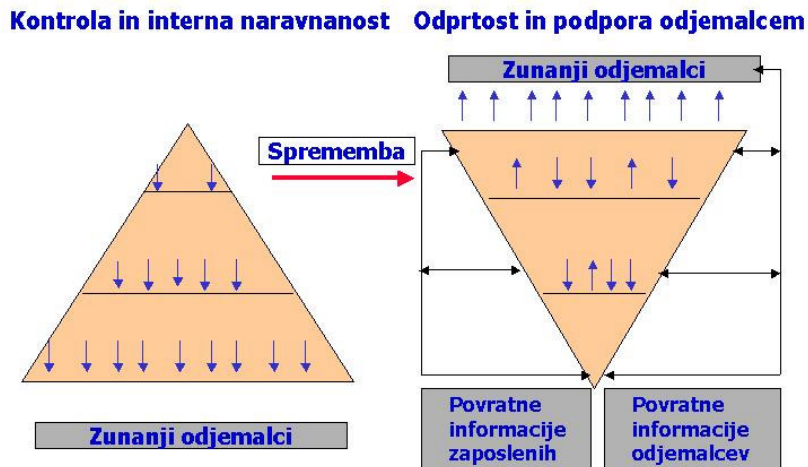 Kontrola in interna naravnanost
Odprtost in podpora odjemalcem
Zunanji odjemalci
Sprememba
Zunanji odjemalci
Povratne
informacije
zaposlenih
Povratne
informacije
odjemalcev